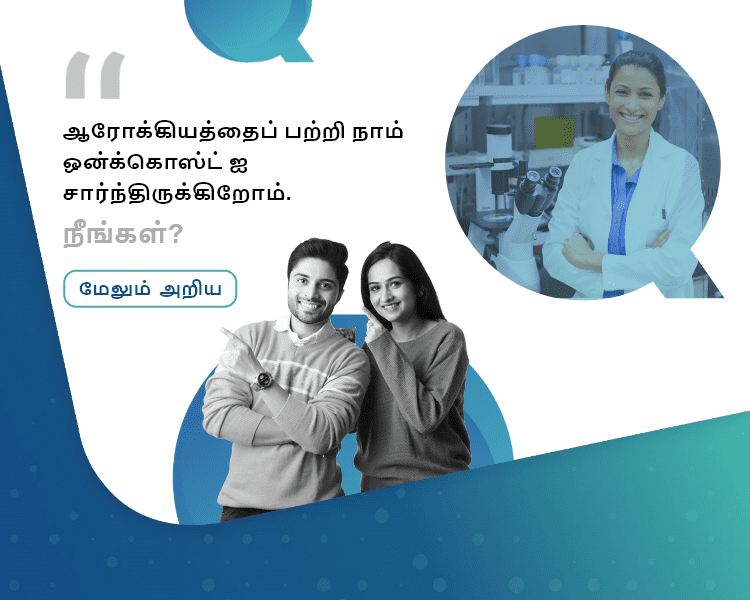 ஆரோக்கியத்தைப் பற்றி நாம்
ஒன்க்கொஸ்ட் ஐ
சார்ந்திருக்கிறோம்.
நீங்கள்?
மேலும் அறிய